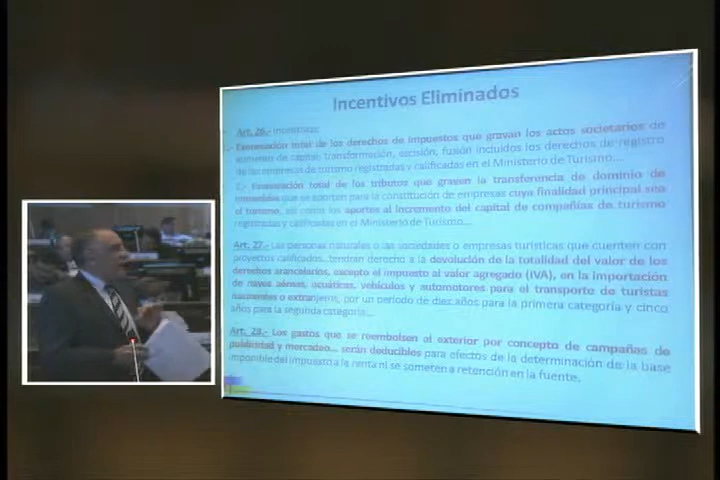 Incentivos Eliminados
Art. 26.- Incentivos:
1.- Exoneración total de los derechos de impuestos que gravan los actos societarios de
aumento de capital, transformación, escisión, fusión incluidos los derechos de registro
de las empresas de turismo registradas y calificadas en el Ministerio de Turismo....
2.- Exoneración total de los tributos que gravan la transferencia de dominio de
inmuebles que se aporten para la constitución de empresas cuya finalidad principal sea
el turismo, así como los aportes al incremento del capital de compañías de turismo
registradas y calificadas en el Ministerio de Turismo...
Art. 27.- Las personas naturales o las sociedades o empresas turísticas que cuenten con
proyectos calificados...tendrán derecho a la devolución de la totalidad del valor de los
derechos arancelarios, excepto el impuesto al valor agregado (IVA), en la importación
de naves aéreas, acuáticas, vehículos y automotores para el transporte de turistas
nacionales o extranjeros, por un período de diez años para la primera categoría y cinco
años para la segunda categoría....
Art. 28.- Los gastos que se reembolsen al exterior por concepto de campañas de
publicidad y mercadeo... serán deducibles para efectos de la determinación de la base
imponible del impuesto a la renta ni se someten a retención en la fuente.